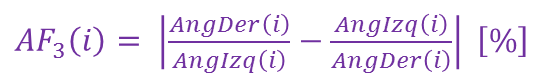 AF₃(i) = |AngDer(i)/AngIzq(i) − AngIzq(i)/AngDer(i)| [%]